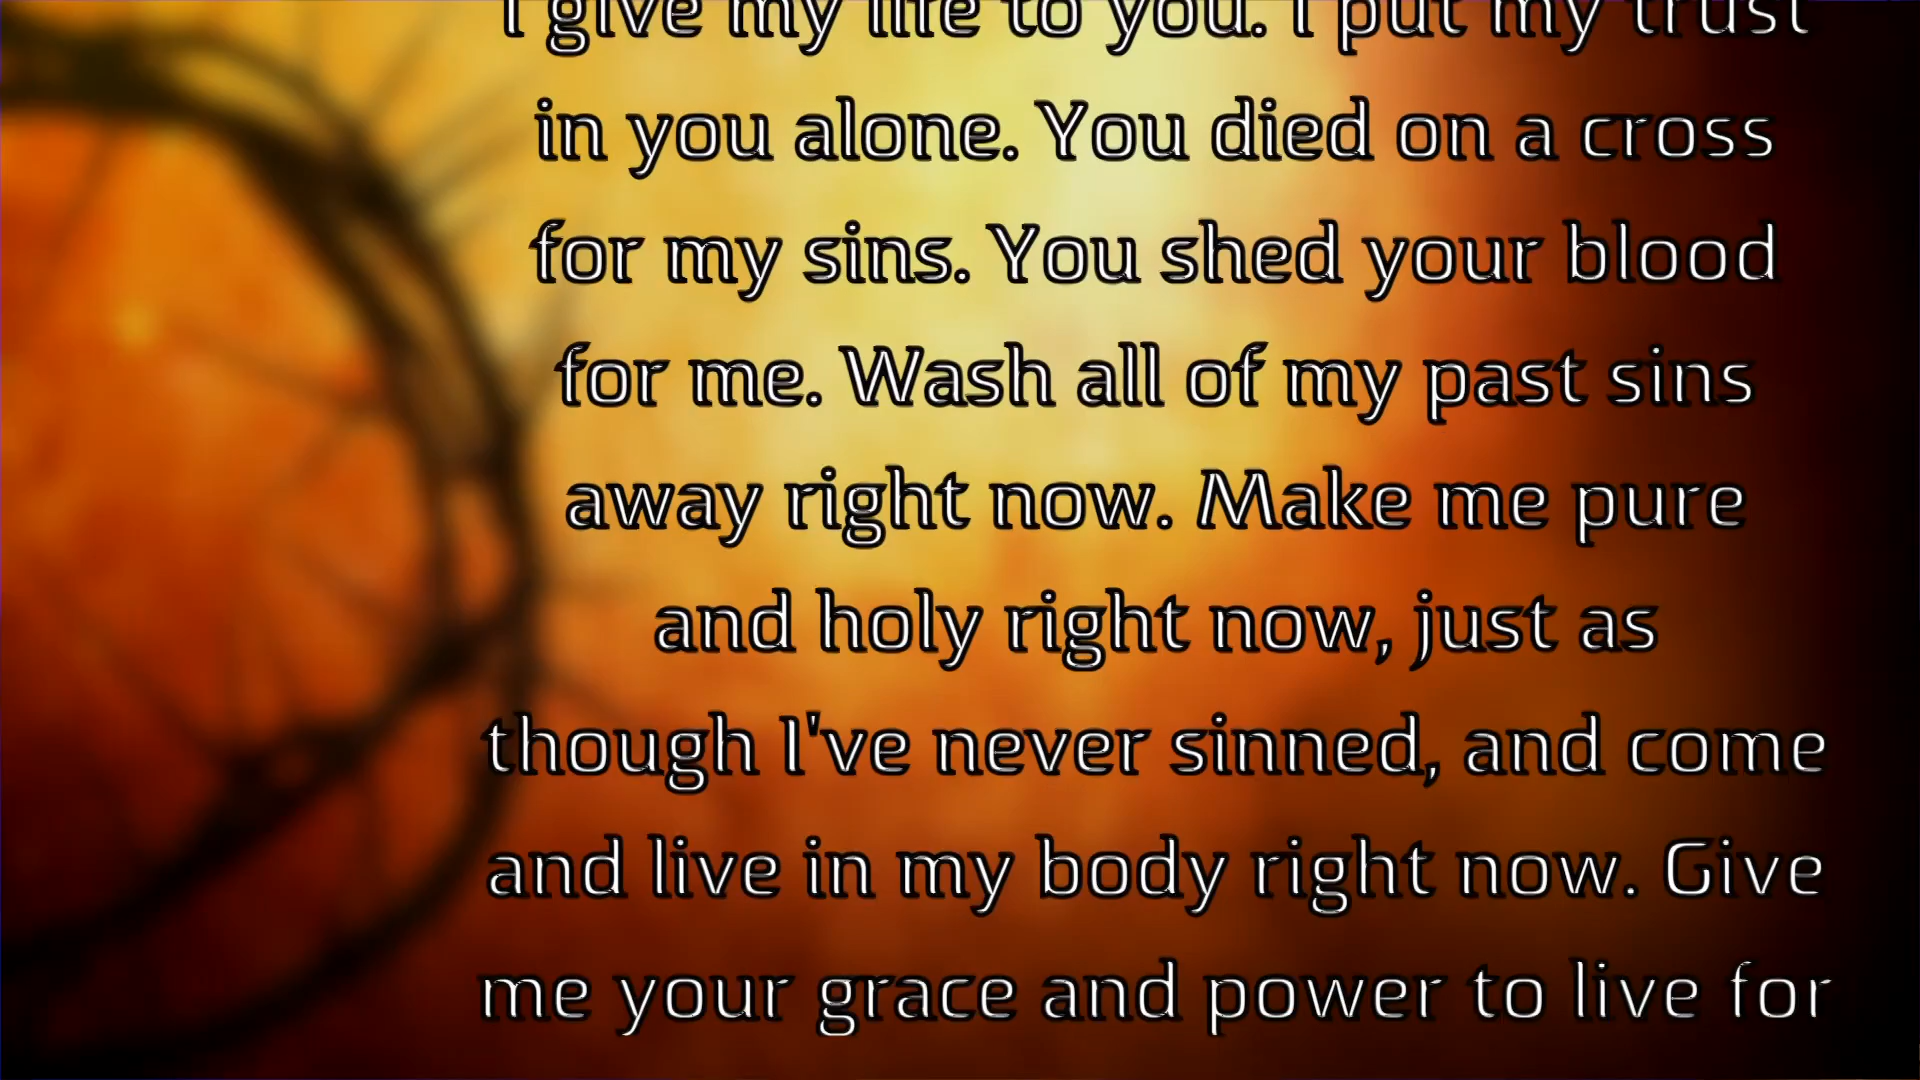 I give my life to you. I put my trust
in you alone. You died on a cross
for my sins. You shed your blood
for me. Wash all of my past sins
away right now. Make me pure
and holy right now, just as
though I've never sinned, and come
and live in my body right now. Give
me your grace and power to live for